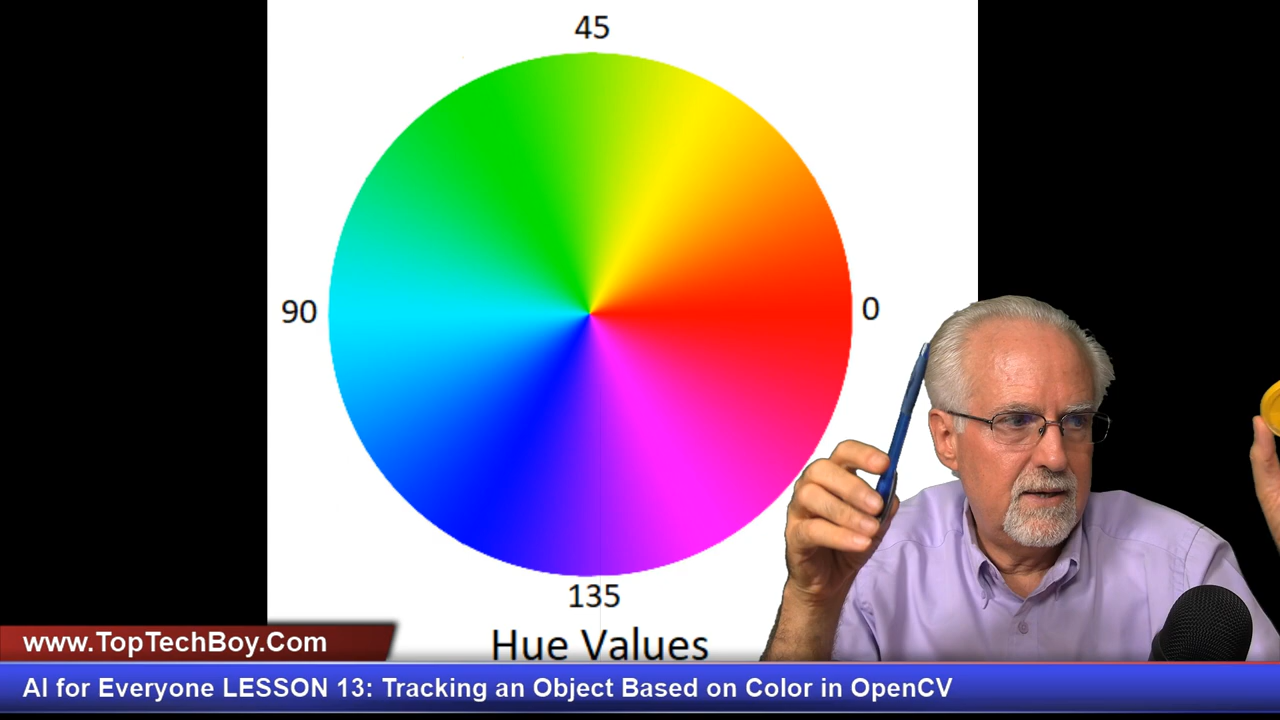 45
90
0
135
Hue Values
www.TopTechBoy.Com
AI for Everyone LESSON 13: Tracking an Object Based on Color in OpenCV